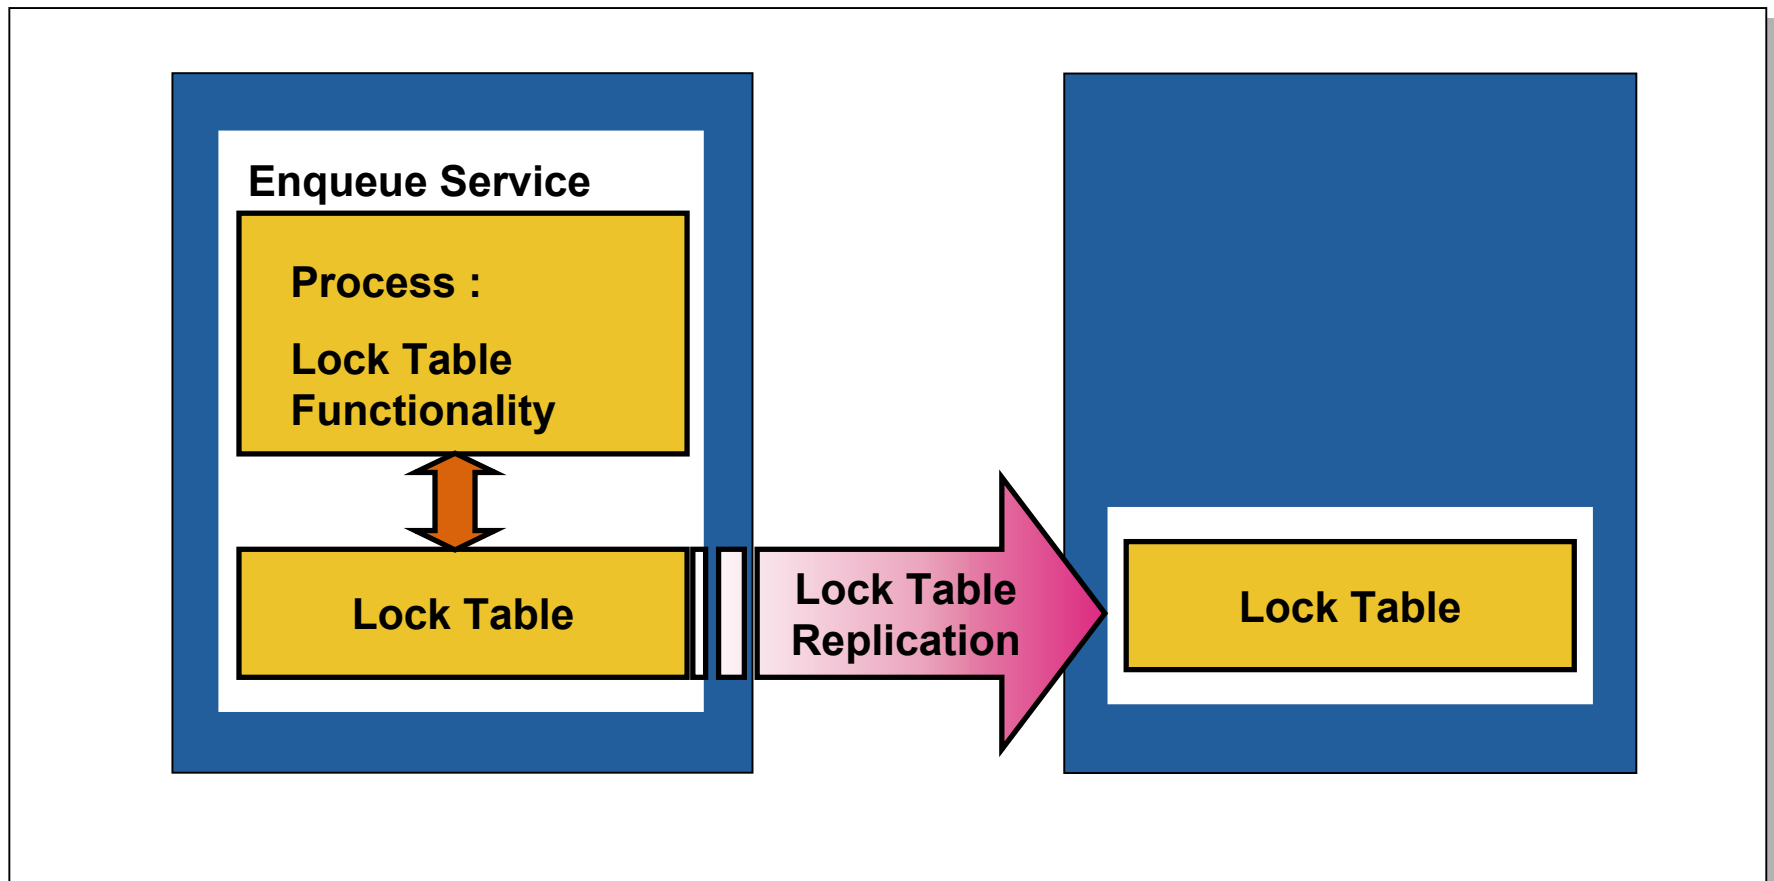 Enqueue Service
Process :
Lock Table
Functionality
Lock Table
Lock Table
Replication
Lock Table